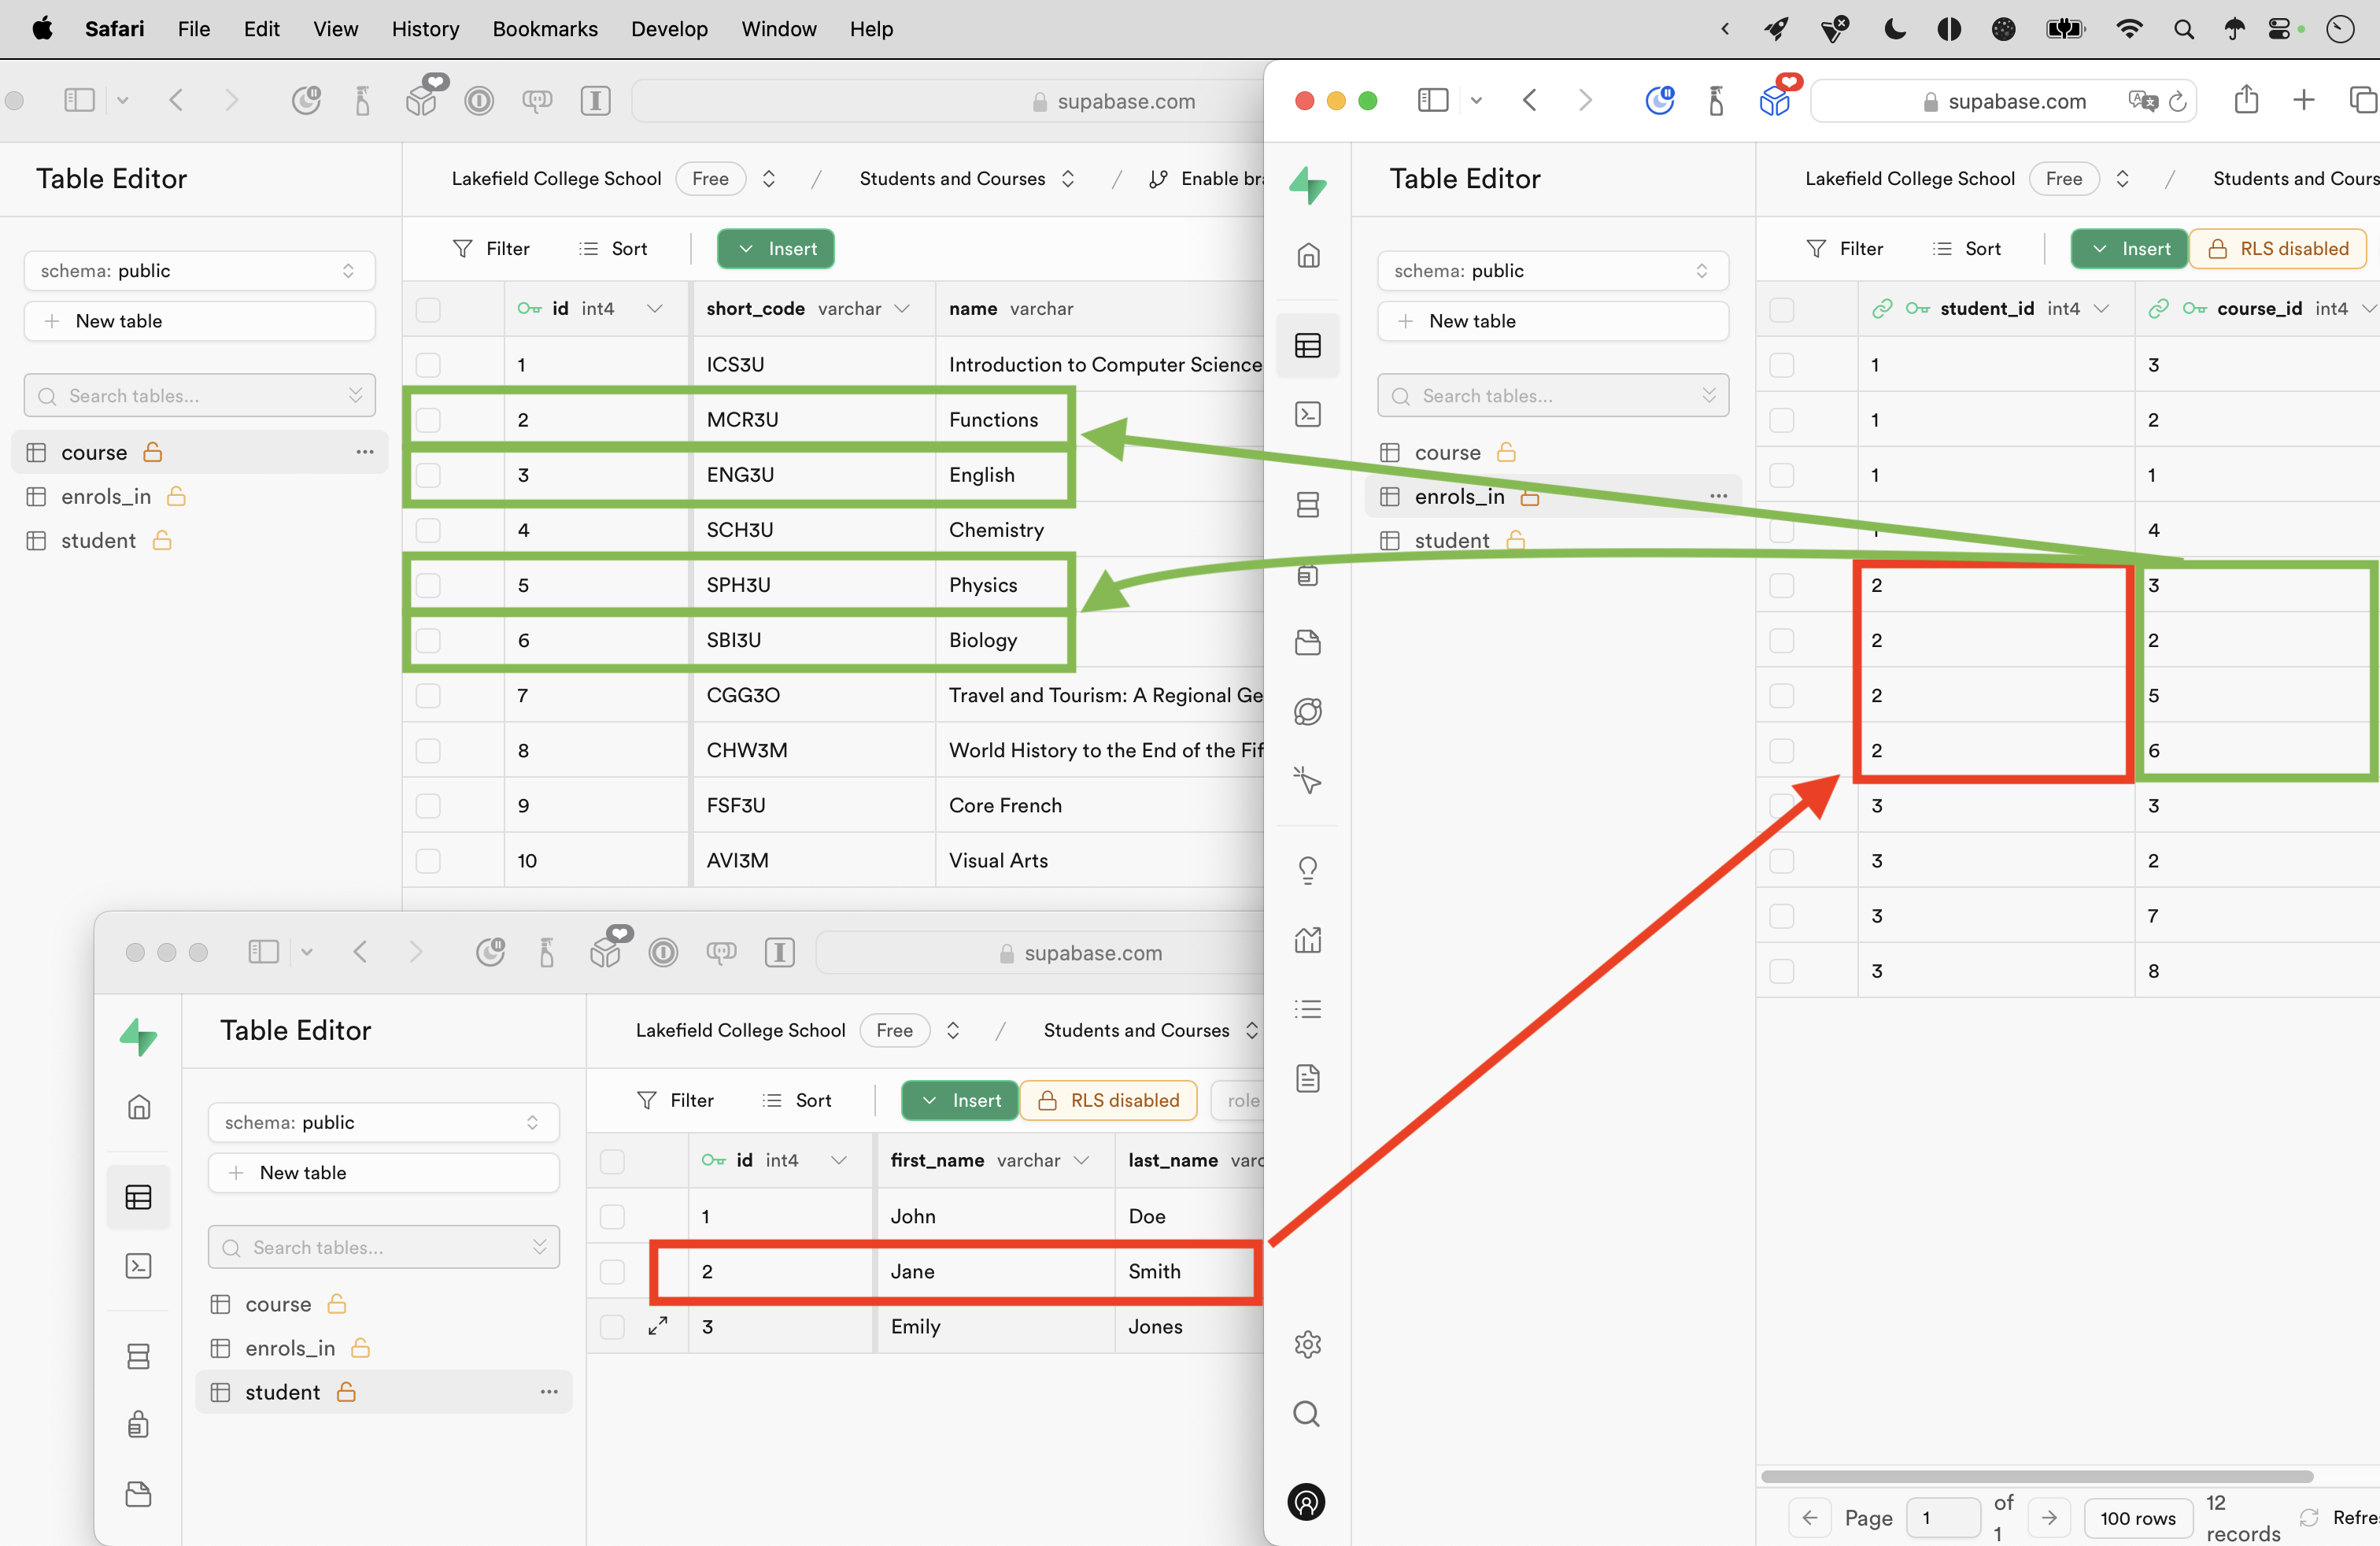 Safari File Edit View History Bookmarks Develop Window Help
supabase.com
Table Editor
Lakefield College School Free / Students and Courses / Enable bra
schema: public
New table
Search tables...
course
enrols_in
student
Filter Sort Insert
id int4 short_code varchar name varchar
1 ICS3U Introduction to Computer Science
2 MCR3U Functions
3 ENG3U English
4 SCH3U Chemistry
5 SPH3U Physics
6 SBI3U Biology
7 CGG3O Travel and Tourism: A Regional Ge
8 CHW3M World History to the End of the Fif
9 FSF3U Core French
10 AVI3M Visual Arts
supabase.com
Table Editor
Lakefield College School Free / Students and Cours
schema: public
New table
Search tables...
course
enrols_in
student
Filter Sort Insert RLS disabled
student_id int4 course_id int4
1 3
1 2
1 1
1 4
2 3
2 2
2 5
2 6
3 3
3 2
3 7
3 8
Page 1 of 1 100 rows 12 records Refre
supabase.com
Table Editor
Lakefield College School Free / Students and Courses
schema: public
New table
Search tables...
course
enrols_in
student
Filter Sort Insert RLS disabled role
id int4 first_name varchar last_name varc
1 John Doe
2 Jane Smith
3 Emily Jones